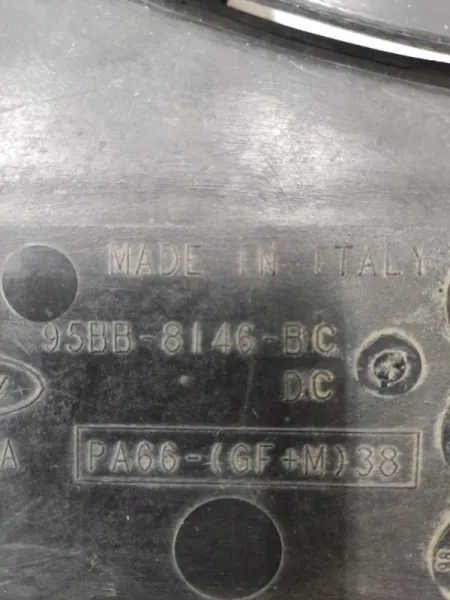 MADE IN ITALY
95BB-8146-BC
DC
A
PA66-(GF+M)38